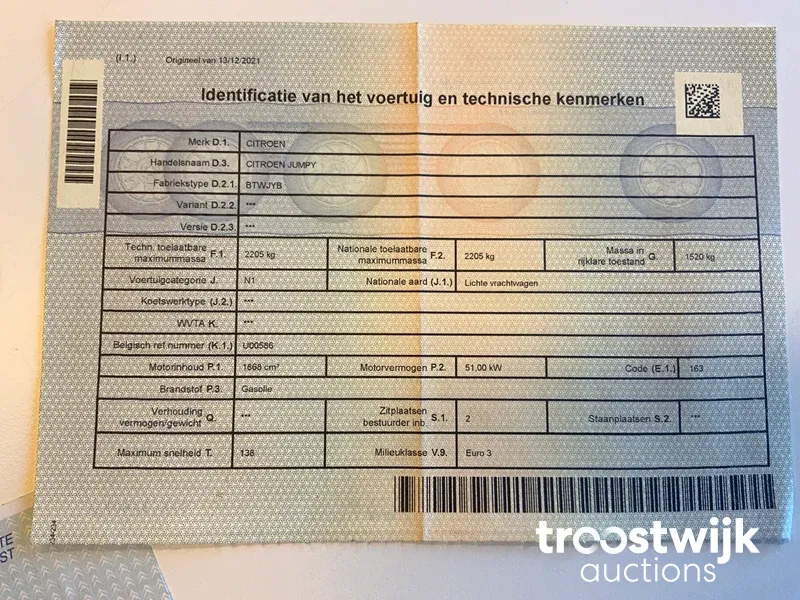 (I.1.) Origineel van 13/12/2021
Identificatie van het voertuig en technische kenmerken
Merk D.1. CITROEN
Handelsnaam D.3. CITROEN JUMPY
Fabriekstype D.2.1. BTWJYB
Variant D.2.2. ***
Versie D.2.3. ***
Techn. toelaatbare maximummassa F.1. 2205 kg
Nationale toelaatbare maximummassa F.2. 2205 kg
Massa in rijklare toestand G. 1520 kg
Voertuigcategorie J. N1
Nationale aard (J.1.) Lichte vrachtwagen
Koetswerktype (J.2.) ***
WVTA K. ***
Belgisch ref nummer (K.1.) U00586
Motorinhoud P.1. 1868 cm³
Motorvermogen P.2. 51,00 kW
Code (E.1.) 163
Brandstof P.3. Gasolie
Verhouding vermogen/gewicht Q. ***
Zitplaatsen bestuurder inb. S.1. 2
Staanplaatsen S.2. ***
Maximum snelheid T. 138
Milieuklasse V.9. Euro 3
TE
ST
troostwijk
auctions